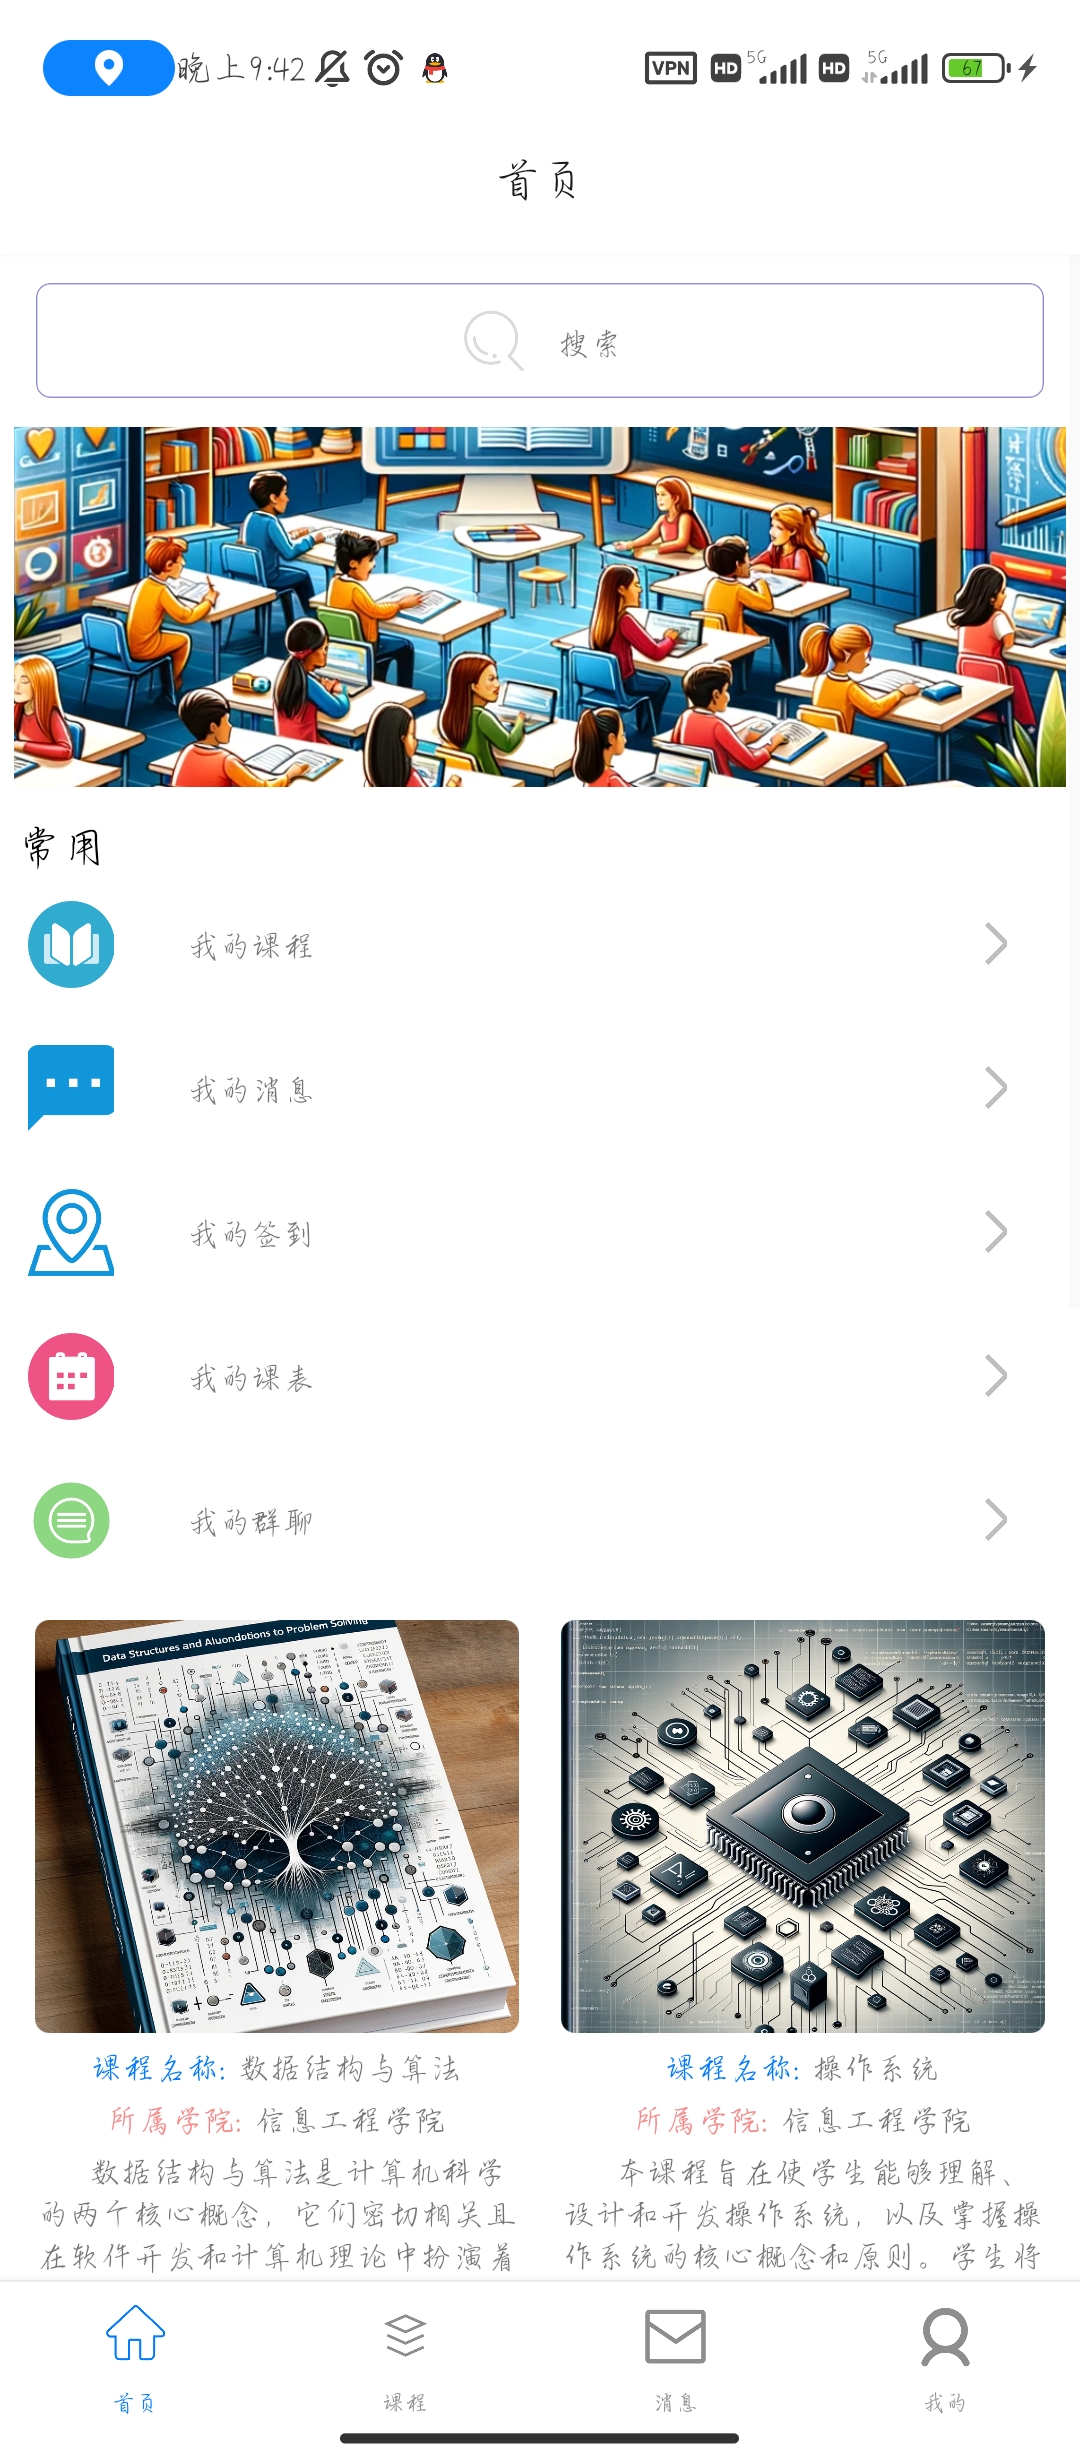 晚上9:42 VPN HD 5G HD 5G 67
首页
搜索
常用
我的课程
我的消息
我的签到
我的课表
我的群聊
Data Structures and Aluondotions to Problem Solving
课程名称: 数据结构与算法
所属学院: 信息工程学院
数据结构与算法是计算机科学
的两个核心概念，它们密切相关且
在软件开发和计算机理论中扮演着
课程名称: 操作系统
所属学院: 信息工程学院
本课程旨在使学生能够理解、
设计和开发操作系统，以及掌握操
作系统的核心概念和原则。学生将
首页 课程 消息 我的